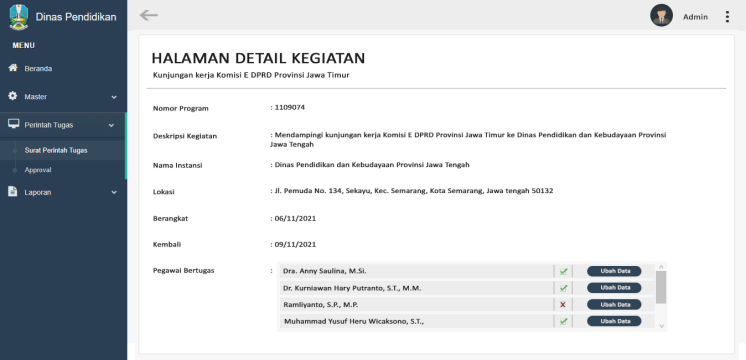 Dinas Pendidikan
Admin
MENU
Beranda
Master
Perintah Tugas
Surat Perintah Tugas
Approval
Laporan
HALAMAN DETAIL KEGIATAN
Kunjungan kerja Komisi E DPRD Provinsi Jawa Timur
Nomor Program : 1109074
Deskripsi Kegiatan : Mendampingi kunjungan kerja Komisi E DPRD Provinsi Jawa Timur ke Dinas Pendidikan dan Kebudayaan Provinsi
Jawa Tengah
Nama Instansi : Dinas Pendidikan dan Kebudayaan Provinsi Jawa Tengah
Lokasi : Jl. Pemuda No. 134, Sekayu, Kec. Semarang, Kota Semarang, Jawa tengah 50132
Berangkat : 06/11/2021
Kembali : 09/11/2021
Pegawai Bertugas : Dra. Anny Saulina, M.Si. Ubah Data
Dr. Kurniawan Hary Putranto, S.T., M.M. Ubah Data
Ramliyanto, S.P., M.P. X Ubah Data
Muhammad Yusuf Heru Wicaksono, S.T., Ubah Data